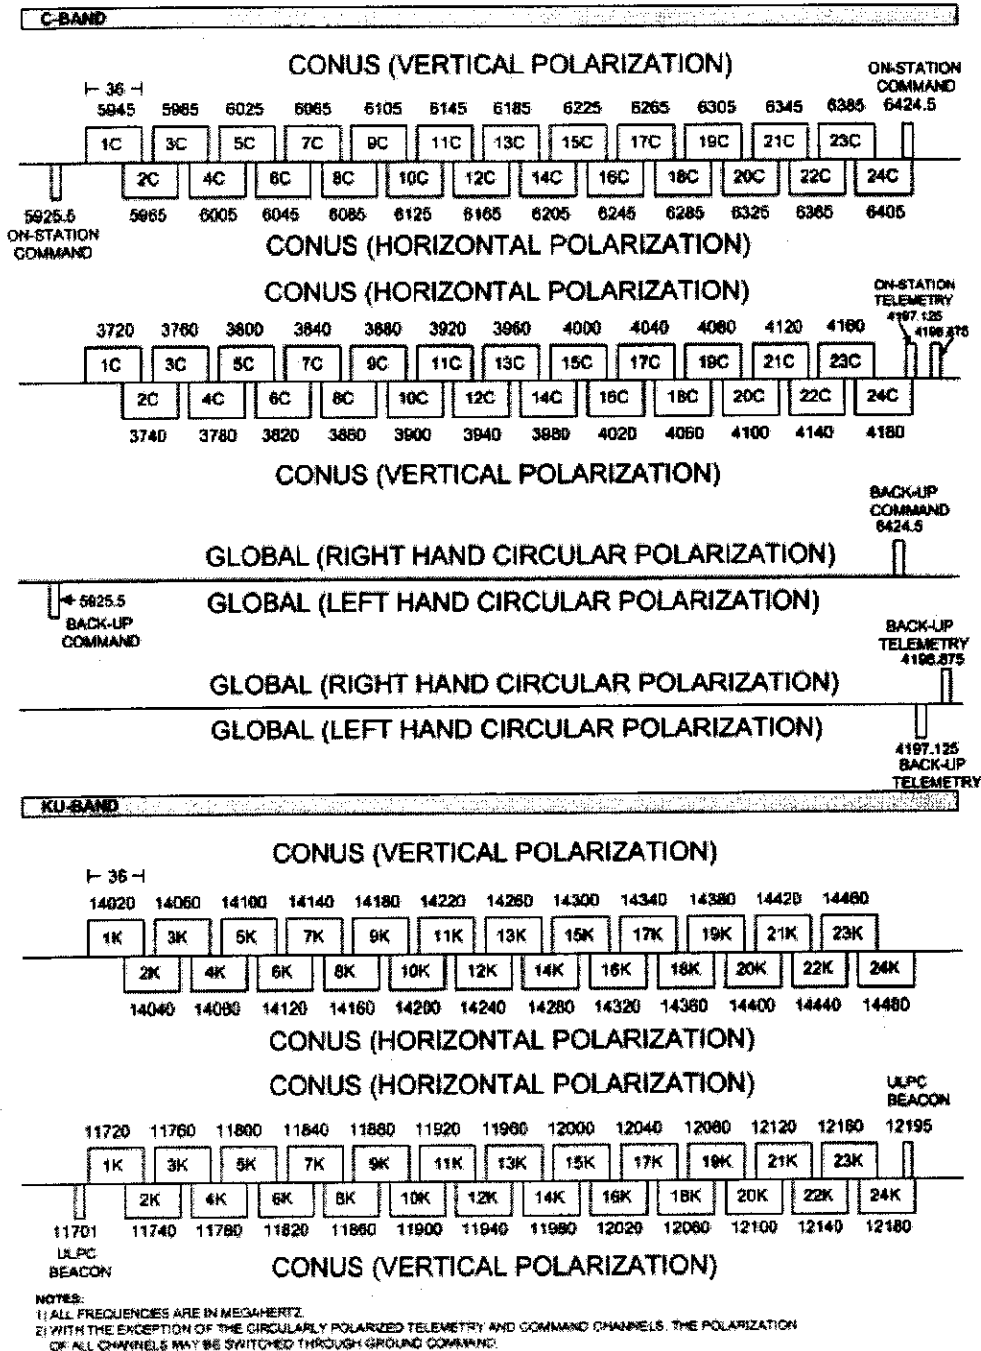 C-BAND
CONUS (VERTICAL POLARIZATION)
ON-STATION
COMMAND
6424.5
36
5945 5985 6025 6065 6105 6145 6185 6225 6265 6305 6345 6385
1C 3C 5C 7C 9C 11C 13C 15C 17C 19C 21C 23C
2C 4C 6C 8C 10C 12C 14C 16C 18C 20C 22C 24C
5925.5
ON-STATION
COMMAND
5965 6005 6045 6085 6125 6165 6205 6245 6285 6325 6365 6405
CONUS (HORIZONTAL POLARIZATION)
CONUS (HORIZONTAL POLARIZATION)
ON-STATION
TELEMETRY
4197.125
4198.875
3720 3760 3800 3840 3880 3920 3960 4000 4040 4080 4120 4160
1C 3C 5C 7C 9C 11C 13C 15C 17C 19C 21C 23C
2C 4C 6C 8C 10C 12C 14C 16C 18C 20C 22C 24C
3740 3780 3820 3860 3900 3940 3980 4020 4060 4100 4140 4180
CONUS (VERTICAL POLARIZATION)
BACK-UP
COMMAND
6424.5
GLOBAL (RIGHT HAND CIRCULAR POLARIZATION)
5925.5
BACK-UP
COMMAND
GLOBAL (LEFT HAND CIRCULAR POLARIZATION)
BACK-UP
TELEMETRY
4198.875
GLOBAL (RIGHT HAND CIRCULAR POLARIZATION)
GLOBAL (LEFT HAND CIRCULAR POLARIZATION)
4197.125
BACK-UP
TELEMETRY
KU-BAND
CONUS (VERTICAL POLARIZATION)
36
14020 14060 14100 14140 14180 14220 14260 14300 14340 14380 14420 14460
1K 3K 5K 7K 9K 11K 13K 15K 17K 19K 21K 23K
2K 4K 6K 8K 10K 12K 14K 16K 18K 20K 22K 24K
14040 14080 14120 14160 14200 14240 14280 14320 14360 14400 14440 14480
CONUS (HORIZONTAL POLARIZATION)
CONUS (HORIZONTAL POLARIZATION)
ULPC
BEACON
11720 11760 11800 11840 11880 11920 11960 12000 12040 12080 12120 12160 12195
1K 3K 5K 7K 9K 11K 13K 15K 17K 19K 21K 23K
2K 4K 6K 8K 10K 12K 14K 16K 18K 20K 22K 24K
11701 11740 11780 11820 11860 11900 11940 11980 12020 12060 12100 12140 12180
ULPC
BEACON
CONUS (VERTICAL POLARIZATION)
NOTES:
1) ALL FREQUENCIES ARE IN MEGAHERTZ.
2) WITH THE EXCEPTION OF THE CIRCULARLY POLARIZED TELEMETRY AND COMMAND CHANNELS, THE POLARIZATION
OF ALL CHANNELS MAY BE SWITCHED THROUGH GROUND COMMAND.